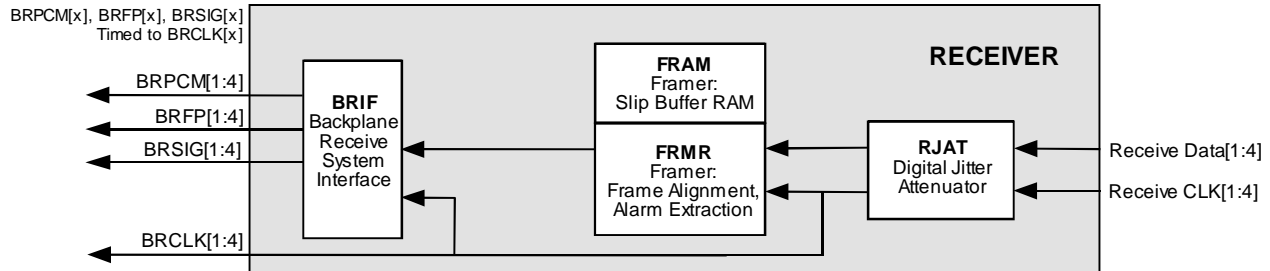 BRPCM[x], BRFP[x], BRSIG[x]
Timed to BRCLK[x]
RECEIVER
BRPCM[1:4]
BRFP[1:4]
BRSIG[1:4]
BRCLK[1:4]
BRIF
Backplane
Receive
System
Interface
FRAM
Framer:
Slip Buffer RAM
FRMR
Framer:
Frame Alignment,
Alarm Extraction
RJAT
Digital Jitter
Attenuator
Receive Data[1:4]
Receive CLK[1:4]